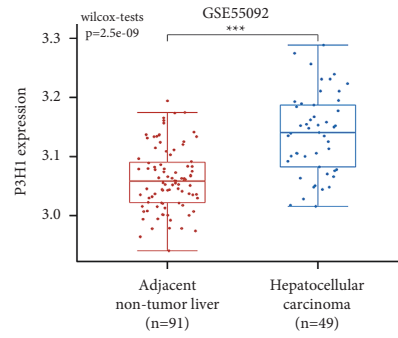 GSE55092
wilcox-tests
p=2.5e-09
***
P3H1 expression
3.3
3.2
3.1
3.0
Adjacent
non-tumor liver
(n=91)
Hepatocellular
carcinoma
(n=49)